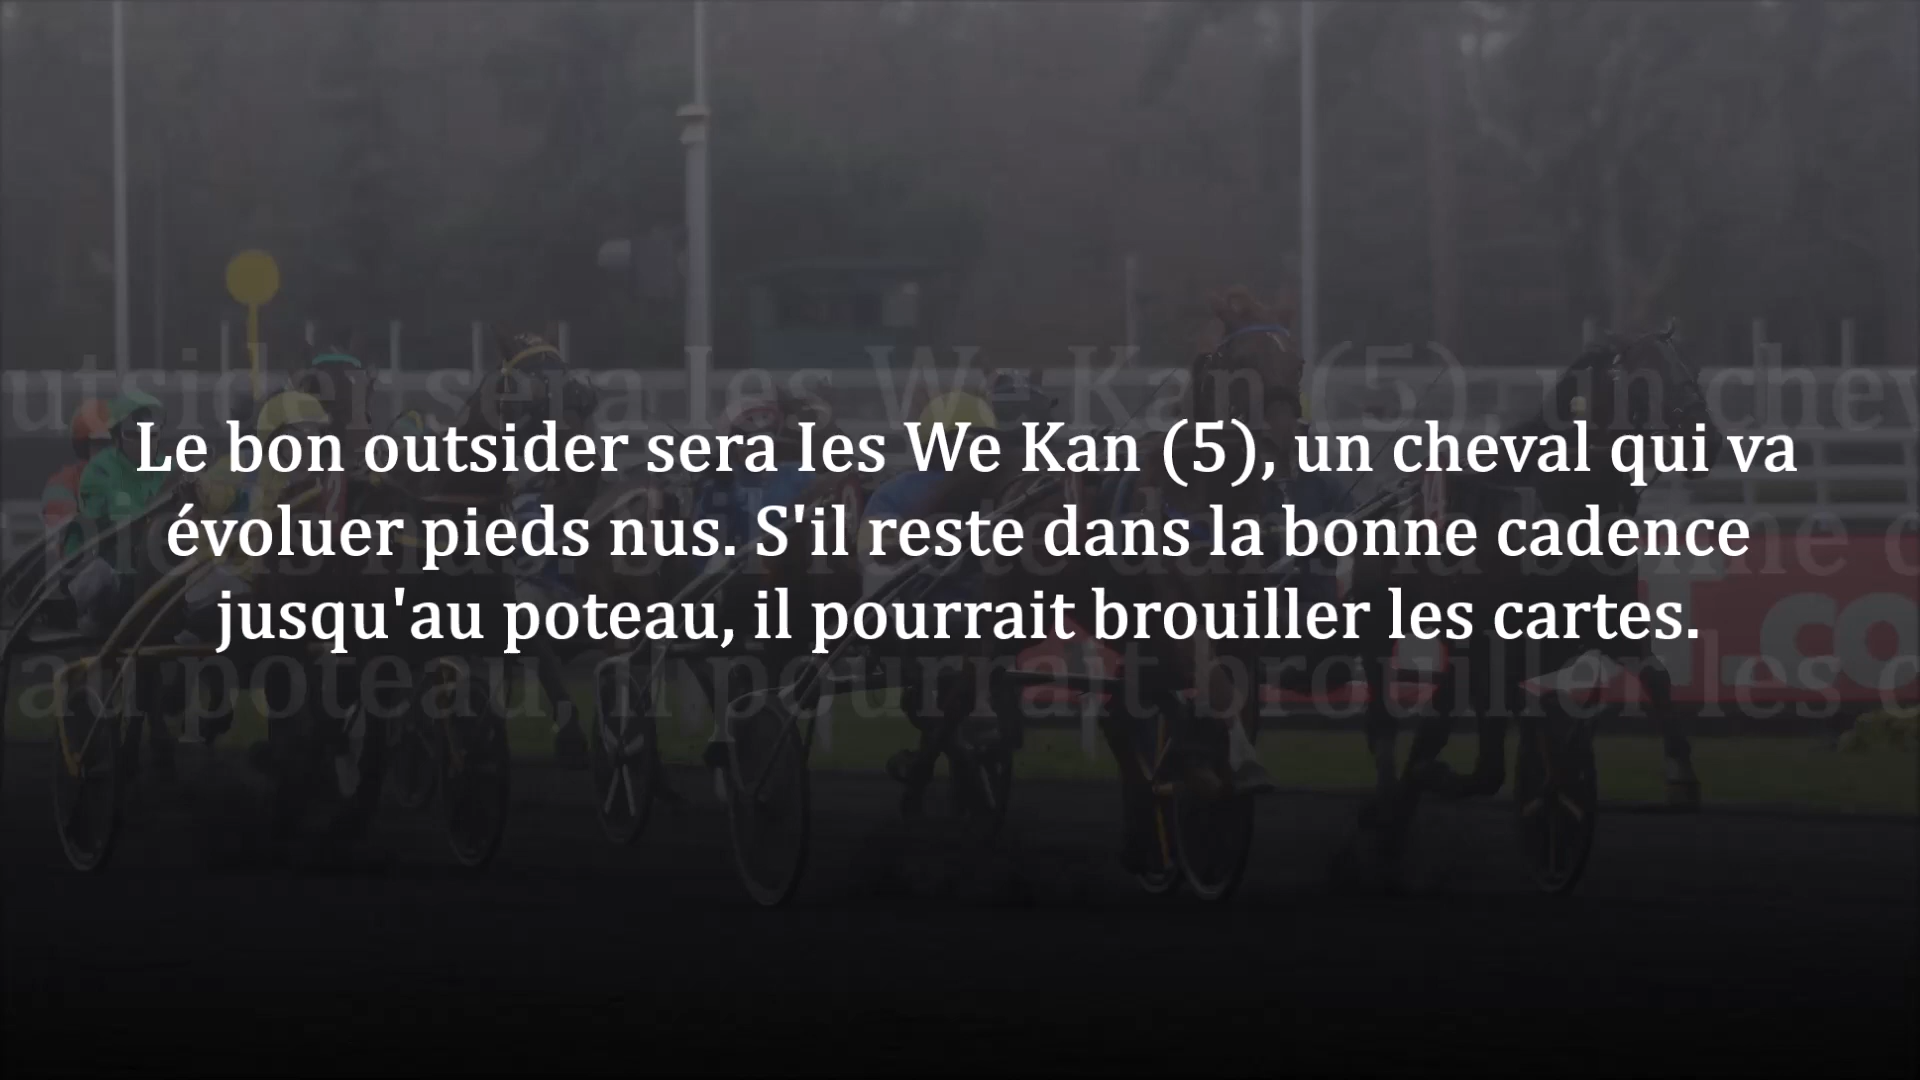 Le bon outsider sera Ies We Kan (5), un cheval qui va
évoluer pieds nus. S'il reste dans la bonne cadence
jusqu'au poteau, il pourrait brouiller les cartes.